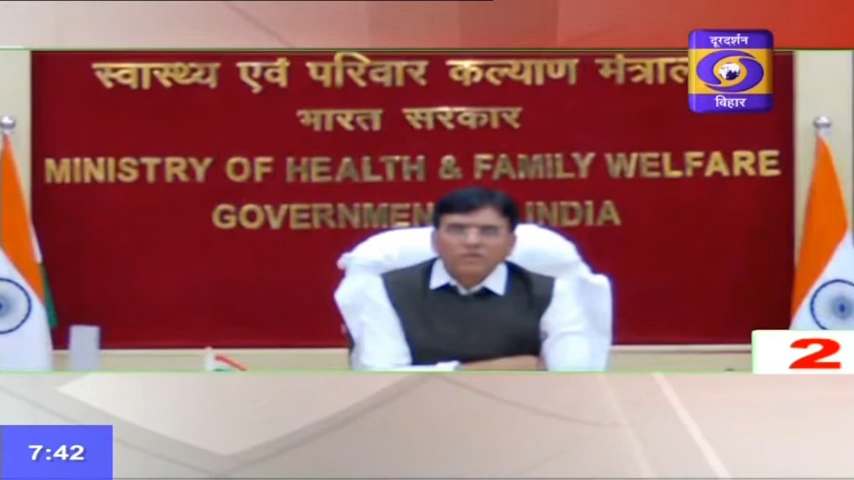 दूरदर्शन
बिहार
स्वास्थ्य एवं परिवार कल्याण
भारत सरकार
MINISTRY OF HEALTH & FAMILY WELFARE
GOVERNMEN INDIA
2
7:42